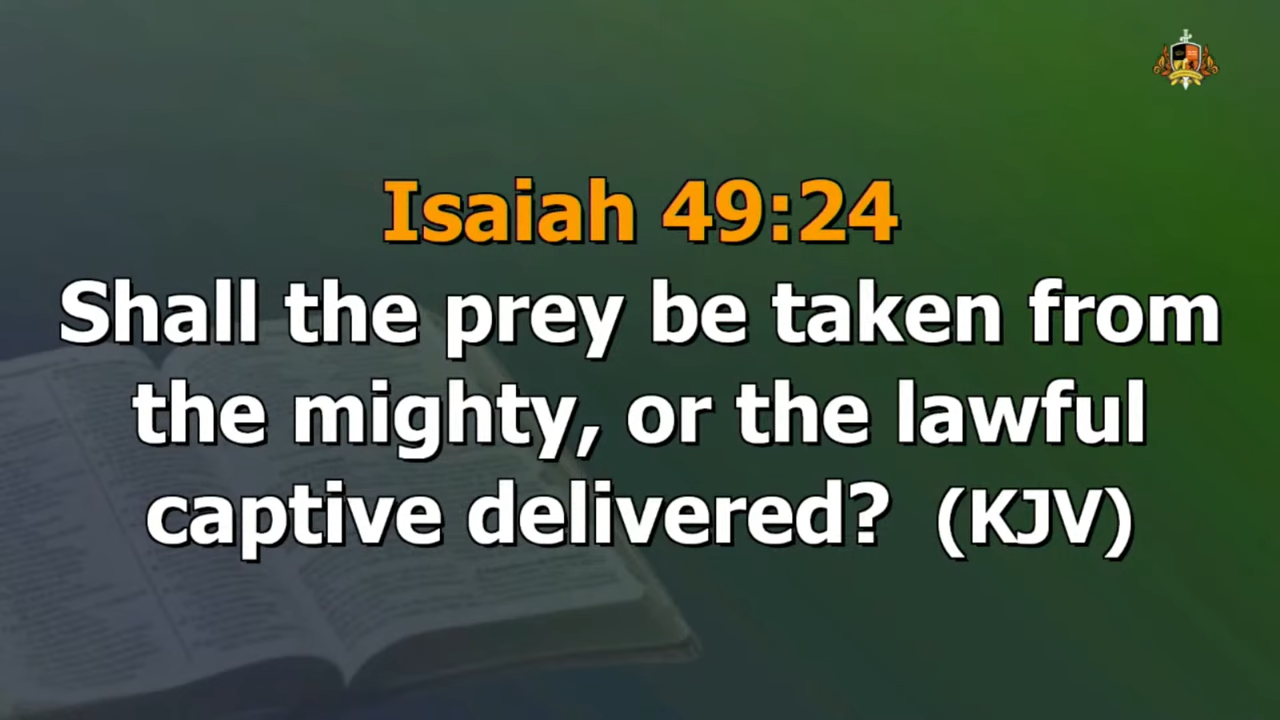 Isaiah 49:24
Shall the prey be taken from
the mighty, or the lawful
captive delivered? (KJV)